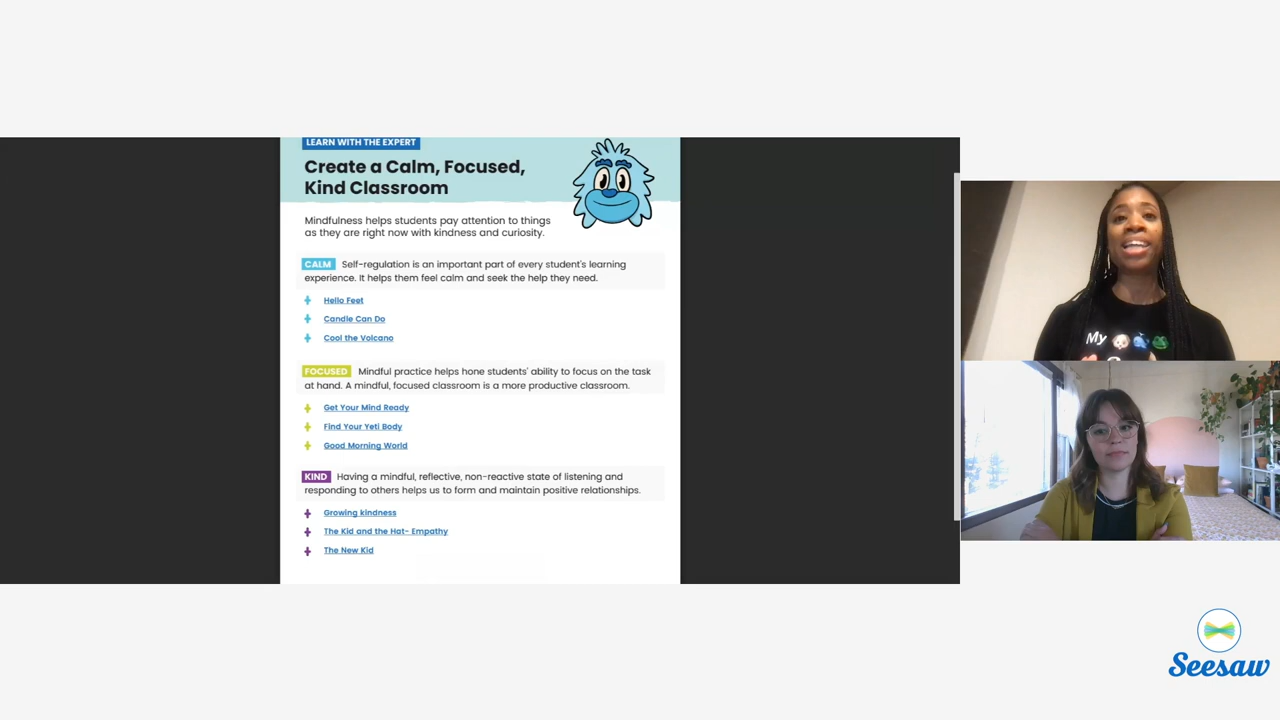 LEARN WITH THE EXPERT
Create a Calm, Focused,
Kind Classroom
Mindfulness helps students pay attention to things
as they are right now with kindness and curiosity.
CALM Self-regulation is an important part of every student's learning
experience. It helps them feel calm and seek the help they need.
Hello Feet
Candle Can Do
Cool the Volcano
FOCUSED Mindful practice helps hone students' ability to focus on the task
at hand. A mindful, focused classroom is a more productive classroom.
Get Your Mind Ready
Find Your Yeti Body
Good Morning World
KIND Having a mindful, reflective, non-reactive state of listening and
responding to others helps us to form and maintain positive relationships.
Growing kindness
The Kid and the Hat- Empathy
The New Kid
My
Seesaw